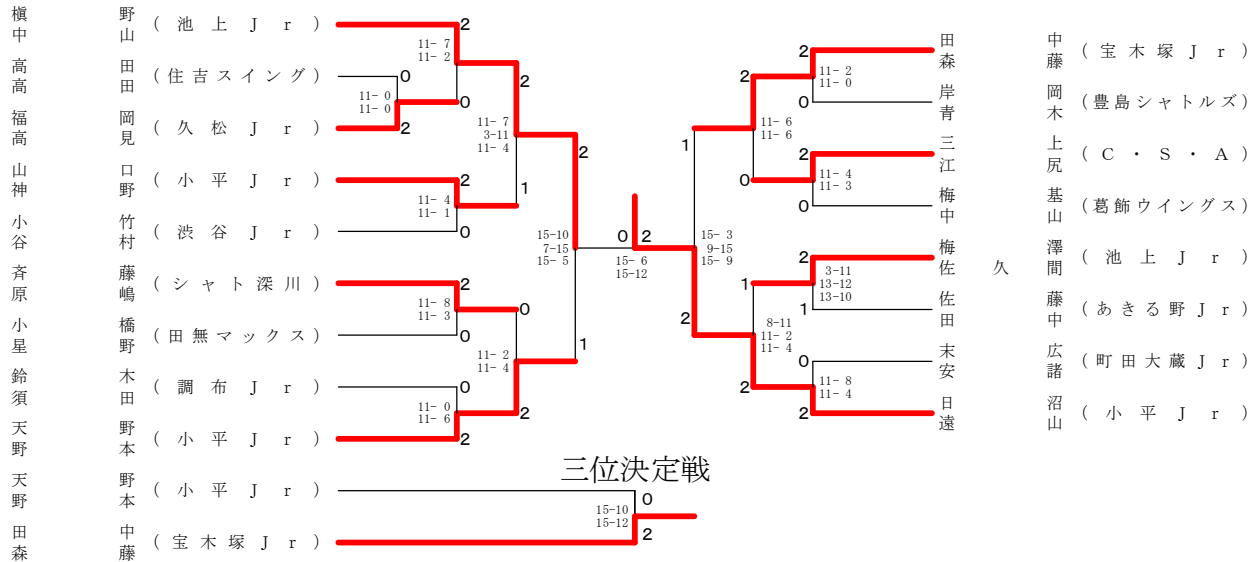 槇野
中山
(池上Jr)
高田
高田
(住吉スイング)
福岡
高見
(久松Jr)
山口
神野
(小平Jr)
小竹
谷村
(渋谷Jr)
斉藤
原嶋
(シャト深川)
小橋
星野
(田無マックス)
鈴木
須田
(調布Jr)
天野
野本
(小平Jr)
2
11- 7
11- 2
0
0
11- 0
11- 0
2
2
11- 7
3-11
11- 4
1
2
11- 4
11- 1
0
2
15-10
7-15
15- 5
1
2
11- 8
11- 3
0
0
11- 2
11- 4
2
0
11- 0
11- 6
2
0 2
15- 6
15-12
田中
森藤
(宝木塚Jr)
岸岡
青木
(豊島シャトルズ)
三上
江尻
(C・S・A)
梅基
中山
(葛飾ウイングス)
梅澤
佐久間
(池上Jr)
佐藤
田中
(あきる野Jr)
末広
安諸
(町田大蔵Jr)
日沼
遠山
(小平Jr)
2
11- 2
11- 0
0
2
11- 6
11- 6
0
2
11- 4
11- 3
0
1
15- 3
9-15
15- 9
2
2
3-11
13-12
13-10
1
1
8-11
11- 2
11- 4
2
0
11- 8
11- 4
2
三位決定戦
天野
野本
(小平Jr)
田中
森藤
(宝木塚Jr)
0
15-10
15-12
2